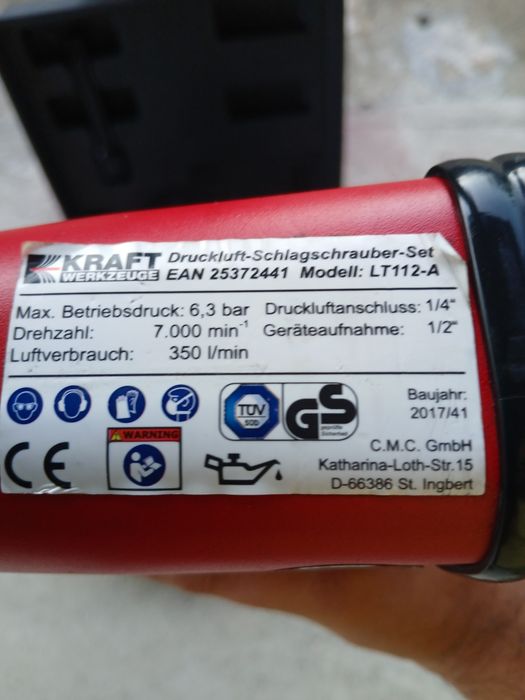 KRAFT
WERKZEUGE
Druckluft-Schlagschrauber-Set
EAN 25372441 Modell: LT112-A
Max. Betriebsdruck: 6,3 bar Druckluftanschluss: 1/4"
Drehzahl: 7.000 min-1 Geräteaufnahme: 1/2"
Luftverbrauch: 350 l/min
Baujahr:
2017/41
TÜV
SÜD
GS
geprüfte
Sicherheit
WARNING
CE
C.M.C. GmbH
Katharina-Loth-Str.15
D-66386 St. Ingbert